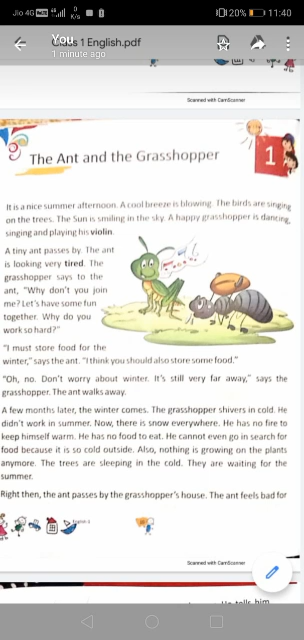 Jio 4G
0
K/s
20%
11:40
You
Class 1 English.pdf
1 minute ago
Scanned with CamScanner
The Ant and the Grasshopper
1
It is a nice summer afternoon. A cool breeze is blowing. The birds are singing
on the trees. The Sun is smiling in the sky. A happy grasshopper is dancing,
singing and playing his violin.
A tiny ant passes by. The ant
is looking very tired. The
grasshopper says to the
ant, "Why don't you join
me? Let's have some fun
together. Why do you
work so hard?"
"I must store food for the
winter," says the ant. "I think you should also store some food."
"Oh, no. Don't worry about winter. It's still very far away," says the
grasshopper. The ant walks away.
A few months later, the winter comes. The grasshopper shivers in cold. He
didn't work in summer. Now, there is snow everywhere. He has no fire to
keep himself warm. He has no food to eat. He cannot even go in search for
food because it is so cold outside. Also, nothing is growing on the plants
anymore. The trees are sleeping in the cold. They are waiting for the
summer.
Right then, the ant passes by the grasshopper's house. The ant feels bad for
Scanned with CamScanner
tells him